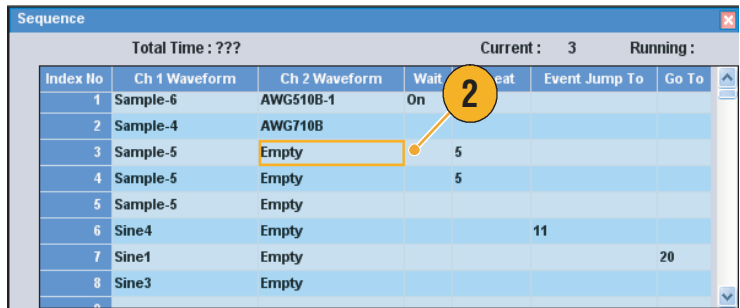 Sequence
Total Time : ??? Current : 3 Running :
Index No Ch 1 Waveform Ch 2 Waveform Wait Event Jump To Go To
1 Sample-6 AWG510B-1 On
2
2 Sample-4 AWG710B
3 Sample-5 Empty 5
4 Sample-5 Empty 5
5 Sample-5 Empty
6 Sine4 Empty 11
7 Sine1 Empty 20
8 Sine3 Empty